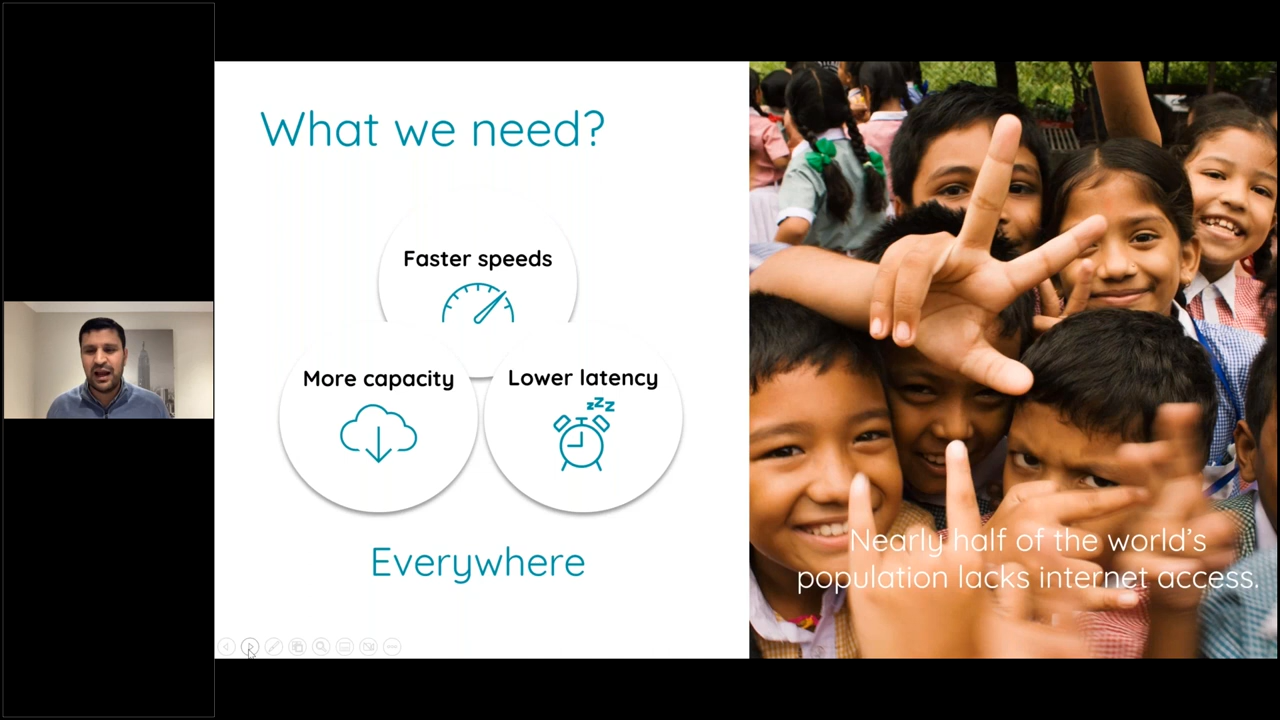 What we need?
Faster speeds
More capacity
Lower latency
zZZ
Everywhere
Nearly half of the world's
population lacks internet access.